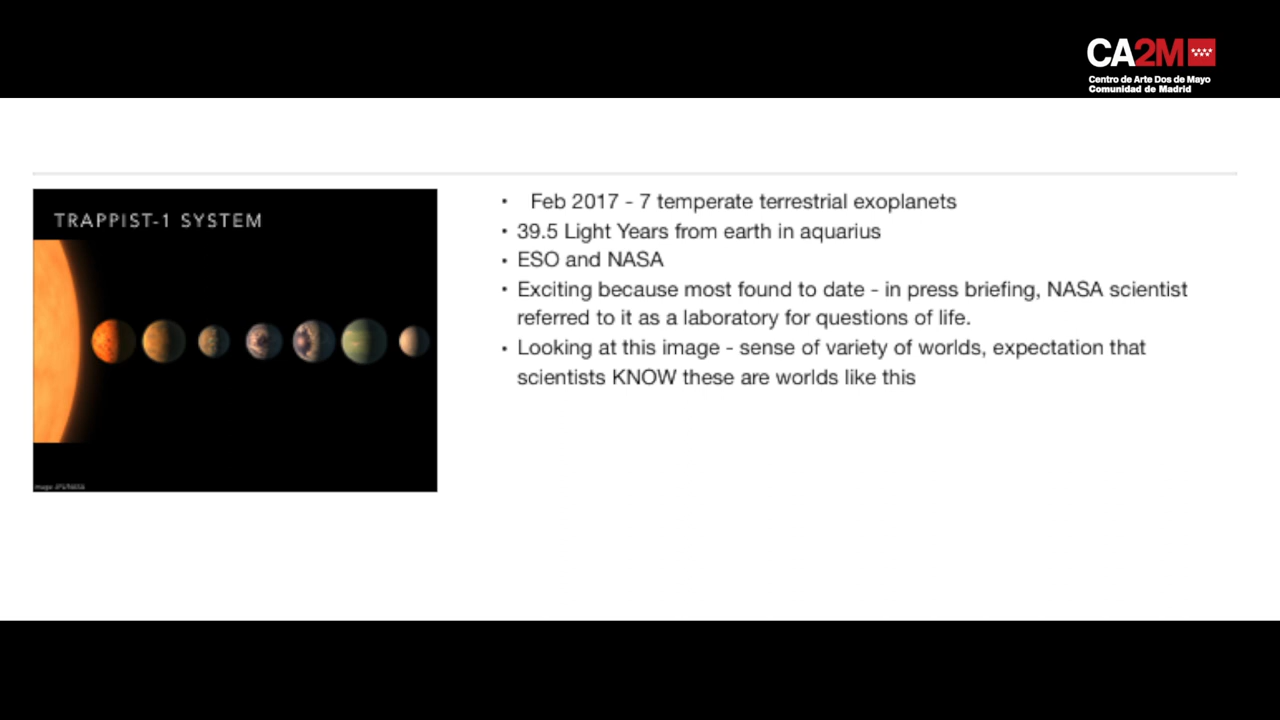 CA2M
Centro de Arte Dos de Mayo
Comunidad de Madrid
TRAPPIST-1 SYSTEM
• Feb 2017 - 7 temperate terrestrial exoplanets
• 39.5 Light Years from earth in aquarius
• ESO and NASA
• Exciting because most found to date - in press briefing, NASA scientist
referred to it as a laboratory for questions of life.
• Looking at this image - sense of variety of worlds, expectation that
scientists KNOW these are worlds like this